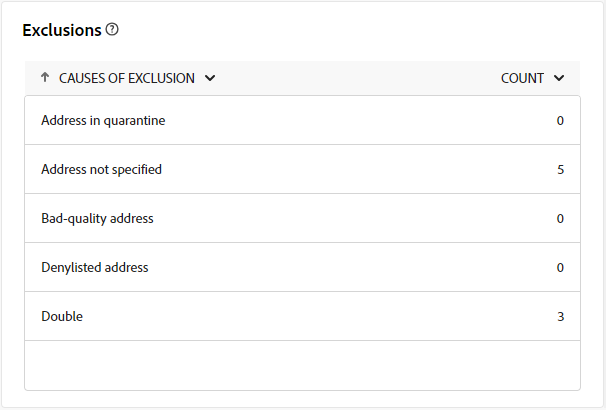 Exclusions
CAUSES OF EXCLUSION COUNT
Address in quarantine 0
Address not specified 5
Bad-quality address 0
Denylisted address 0
Double 3